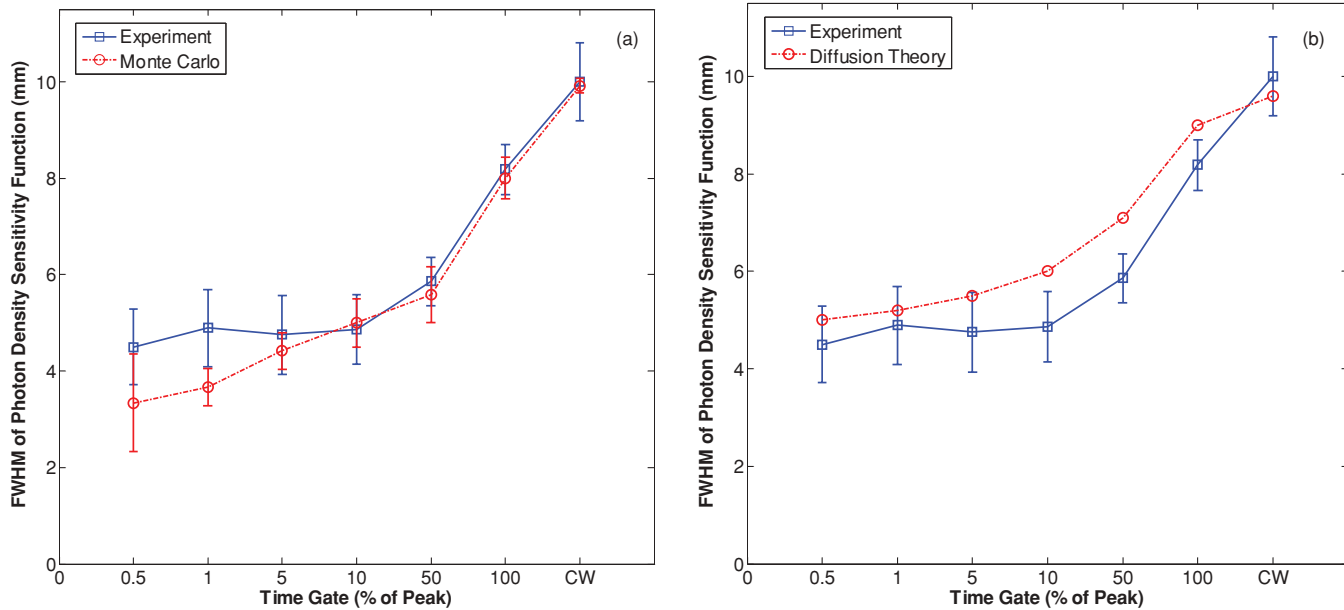 Experiment
Monte Carlo
(a)
10
8
6
4
2
0
0 0.5 1 5 10 50 100 CW
Time Gate (% of Peak)
FWHM of Photon Density Sensitivity Function (mm)
Experiment
Diffusion Theory
(b)
10
8
6
4
2
0
0 0.5 1 5 10 50 100 CW
Time Gate (% of Peak)
FWHM of Photon Density Sensitivity Function (mm)